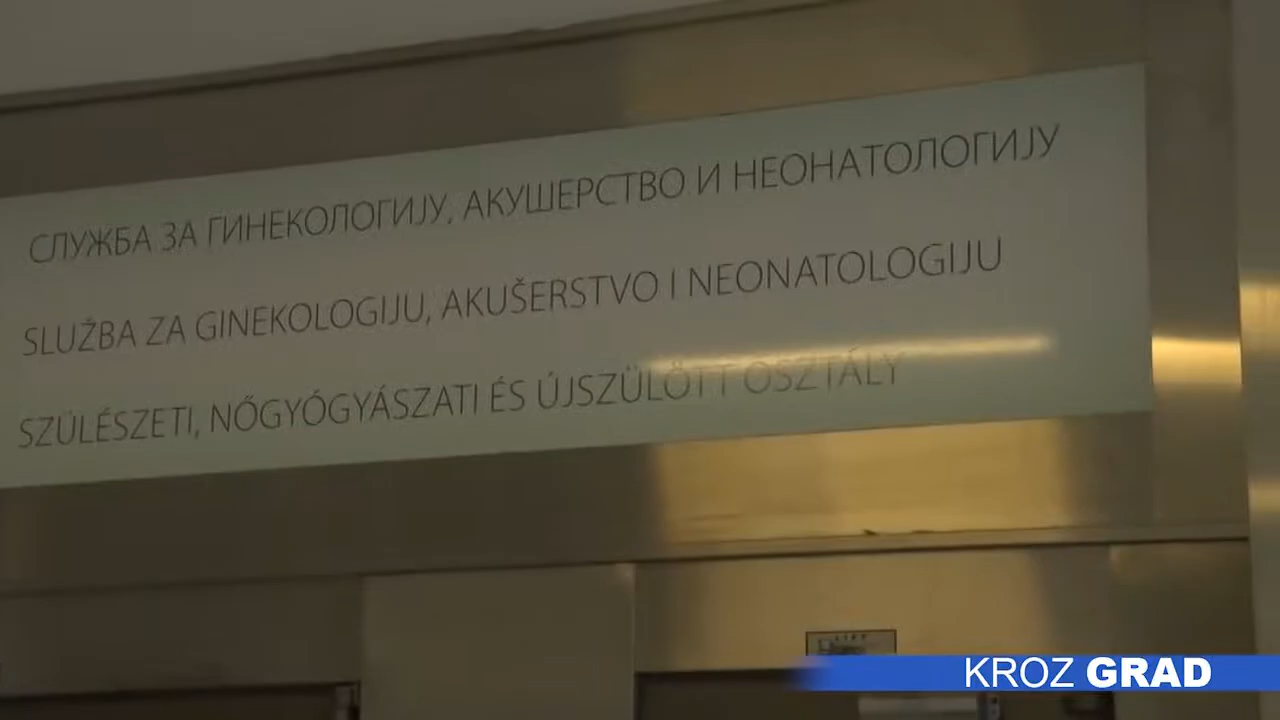 СЛУЖБА ЗА ГИНЕКОЛОГИЈУ, АКУШЕРСТВО И НЕОНАТОЛОГИЈУ
SLUŽBA ZA GINEKOLOGIJU, AKUŠERSTVO I NEONATOLOGIJU
SZÜLÉSZETI, NŐGYÓGYÁSZATI ÉS ÚJSZÜLÖTT OSZTÁLY
KROZ GRAD